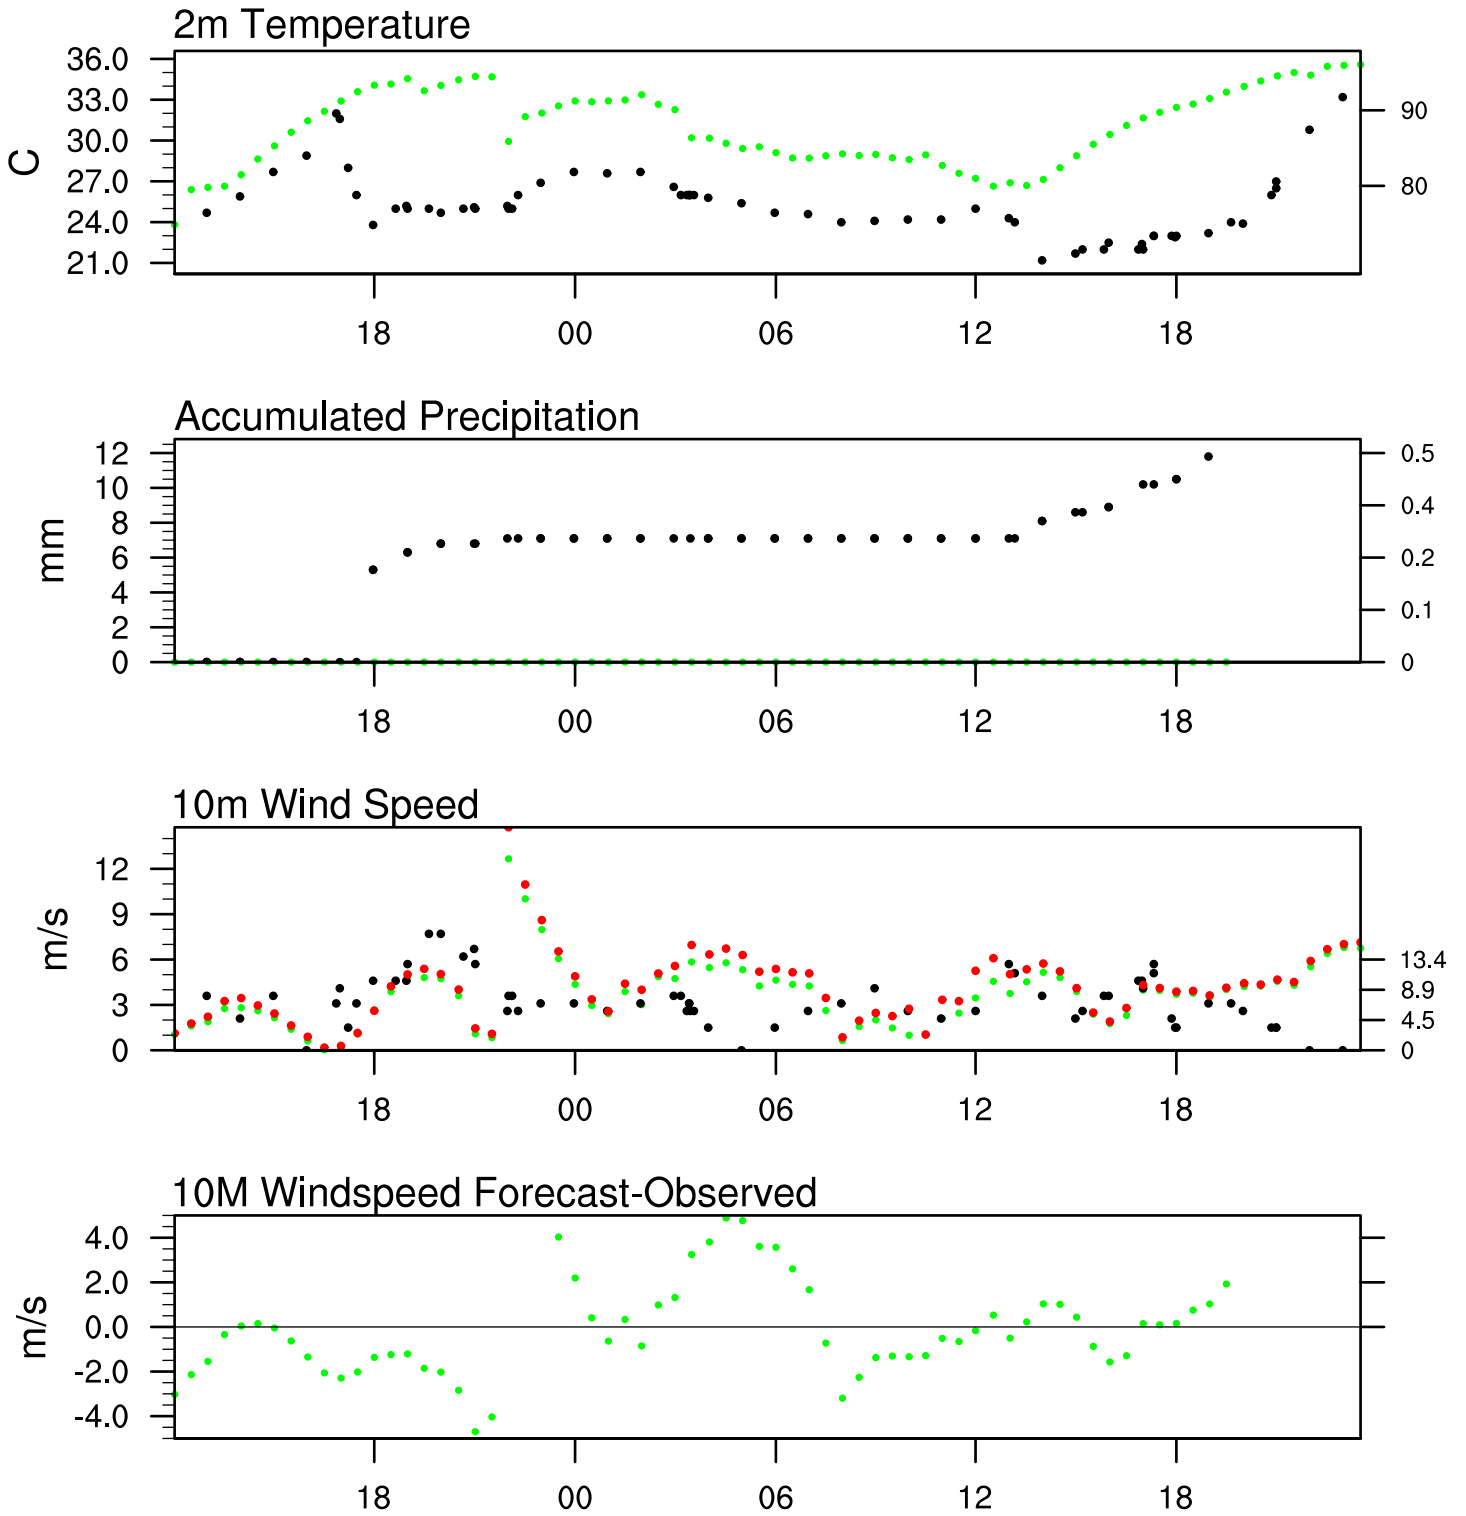 2m Temperature
36.0
33.0
30.0
27.0
24.0
21.0
C
90
80
18 00 06 12 18
Accumulated Precipitation
12
10
8
6
4
2
0
mm
0.5
0.4
0.2
0.1
0
18 00 06 12 18
10m Wind Speed
12
9
6
3
0
m/s
13.4
8.9
4.5
0
18 00 06 12 18
10M Windspeed Forecast-Observed
4.0
2.0
0.0
-2.0
-4.0
m/s
18 00 06 12 18